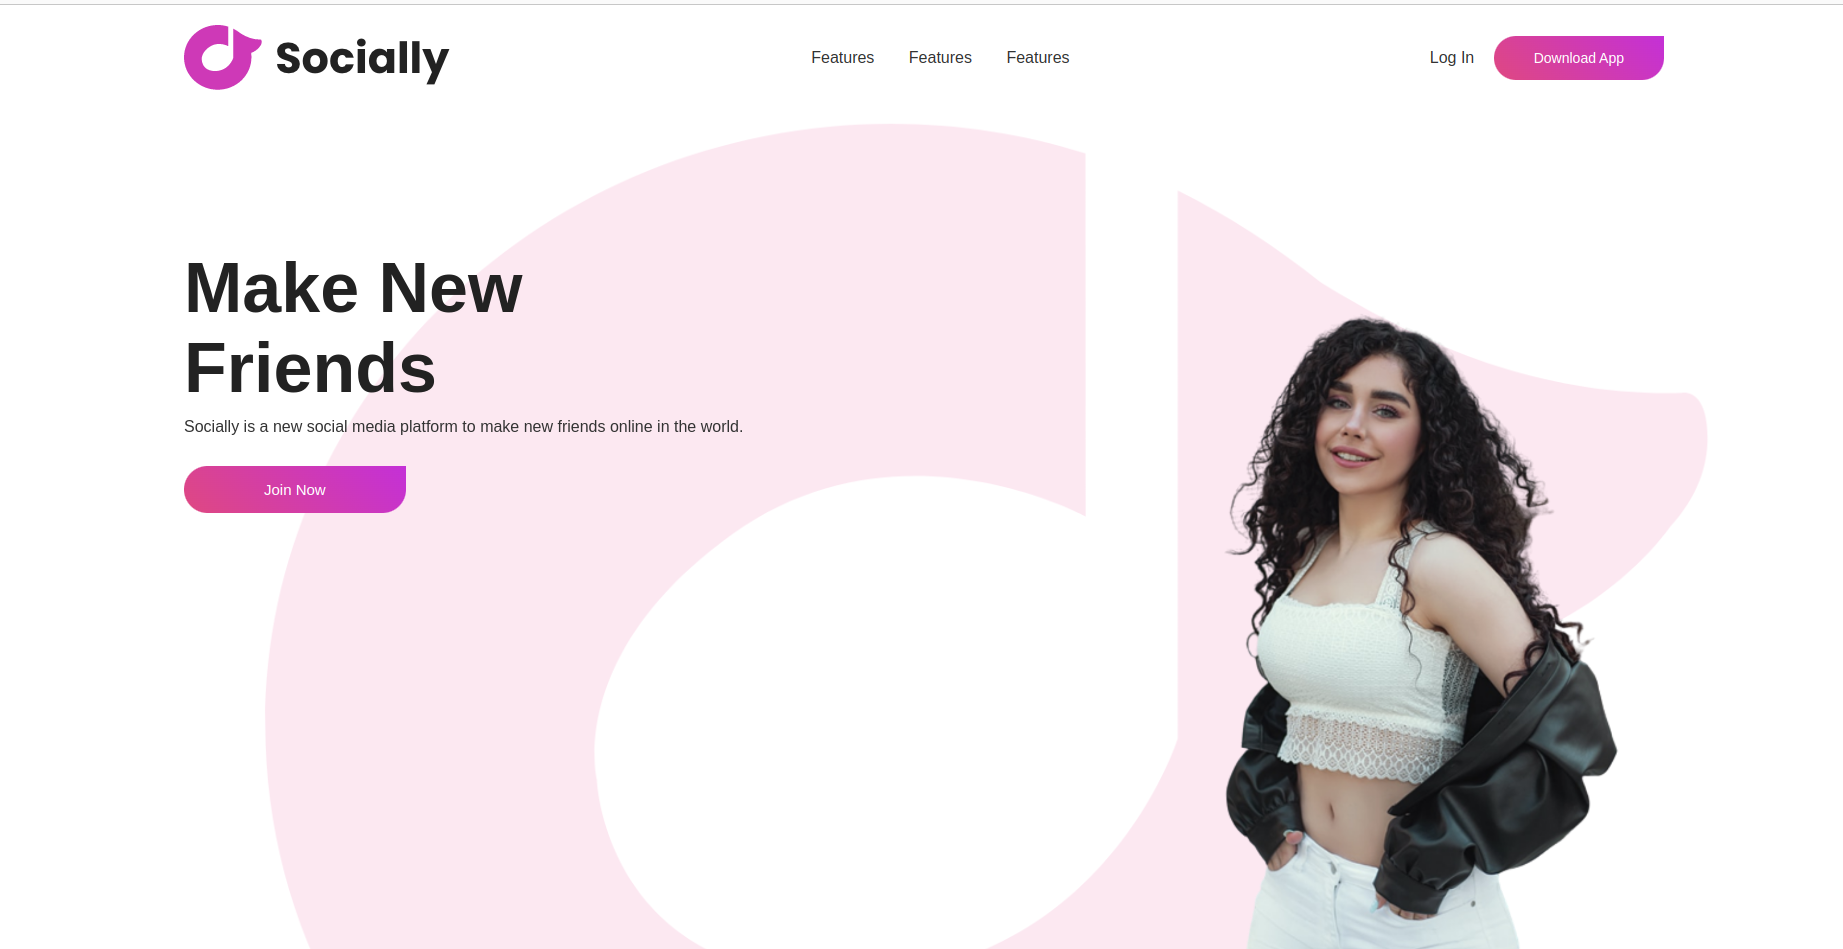 Socially
Features Features Features
Log In
Download App
Make New
Friends
Socially is a new social media platform to make new friends online in the world.
Join Now